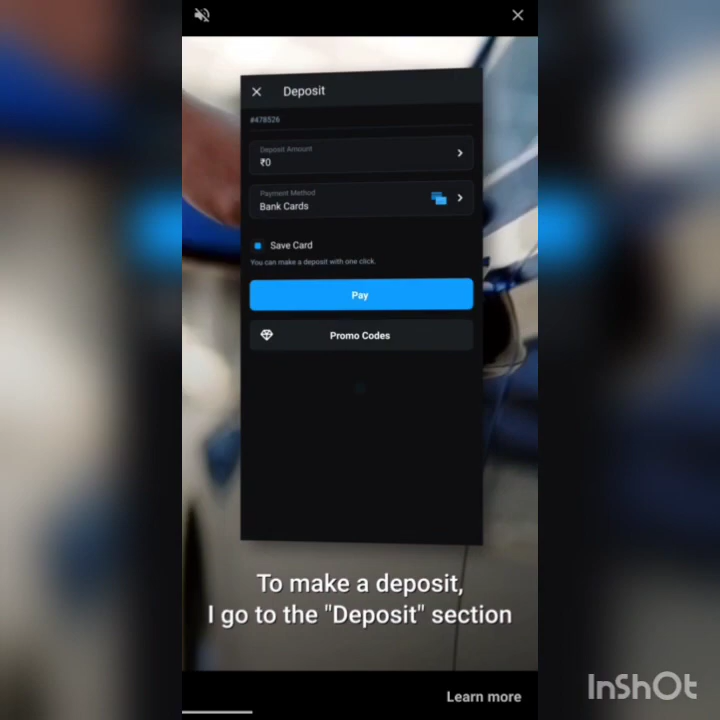 Deposit
#478526
Deposit Amount
₹0
Payment Method
Bank Cards
Save Card
You can make a deposit with one click.
Pay
Promo Codes
To make a deposit,
I go to the "Deposit" section
Learn more
InShOt